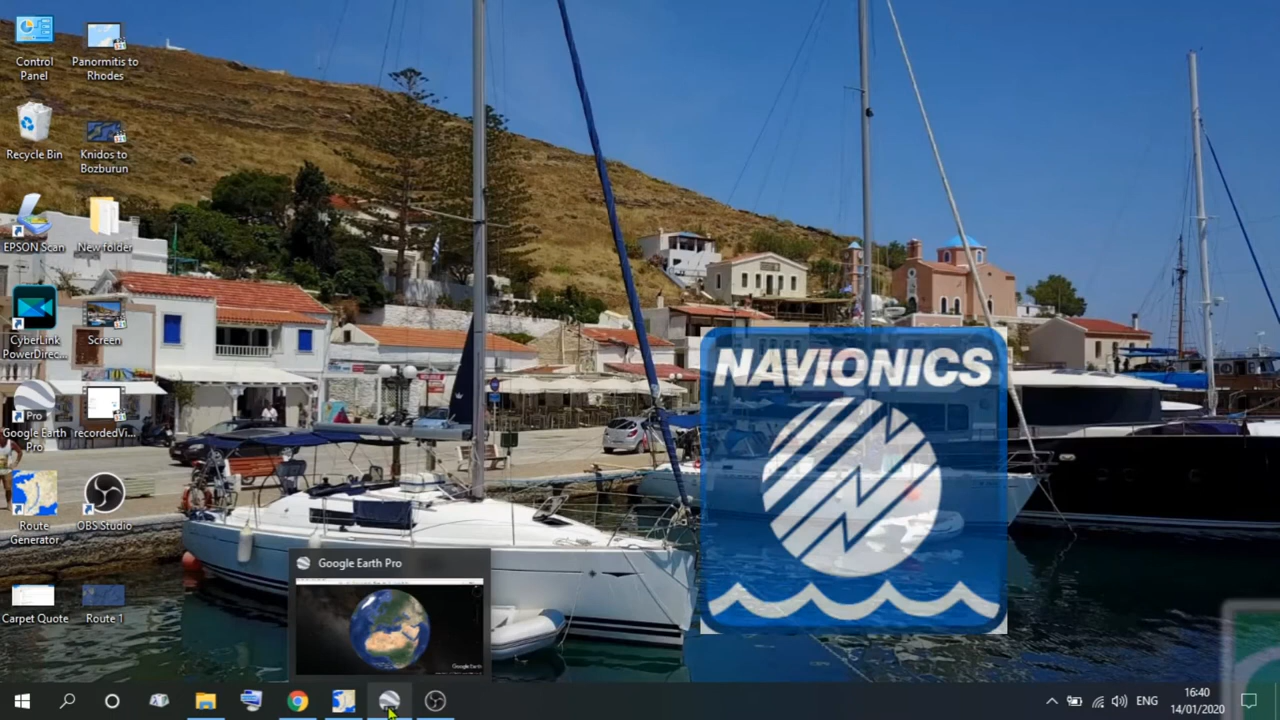 Control
Panel
Panormitis to
Rhodes
Recycle Bin
Knidos to
Bozburun
EPSON Scan
New folder
CyberLink
PowerDirec...
Screen
Pro
Google Earth
Pro
recordedVi...
Route
Generator
OBS Studio
Carpet Quote
Route 1
NAVIONICS
Google Earth Pro
Google Earth
ENG
16:40
14/01/2020